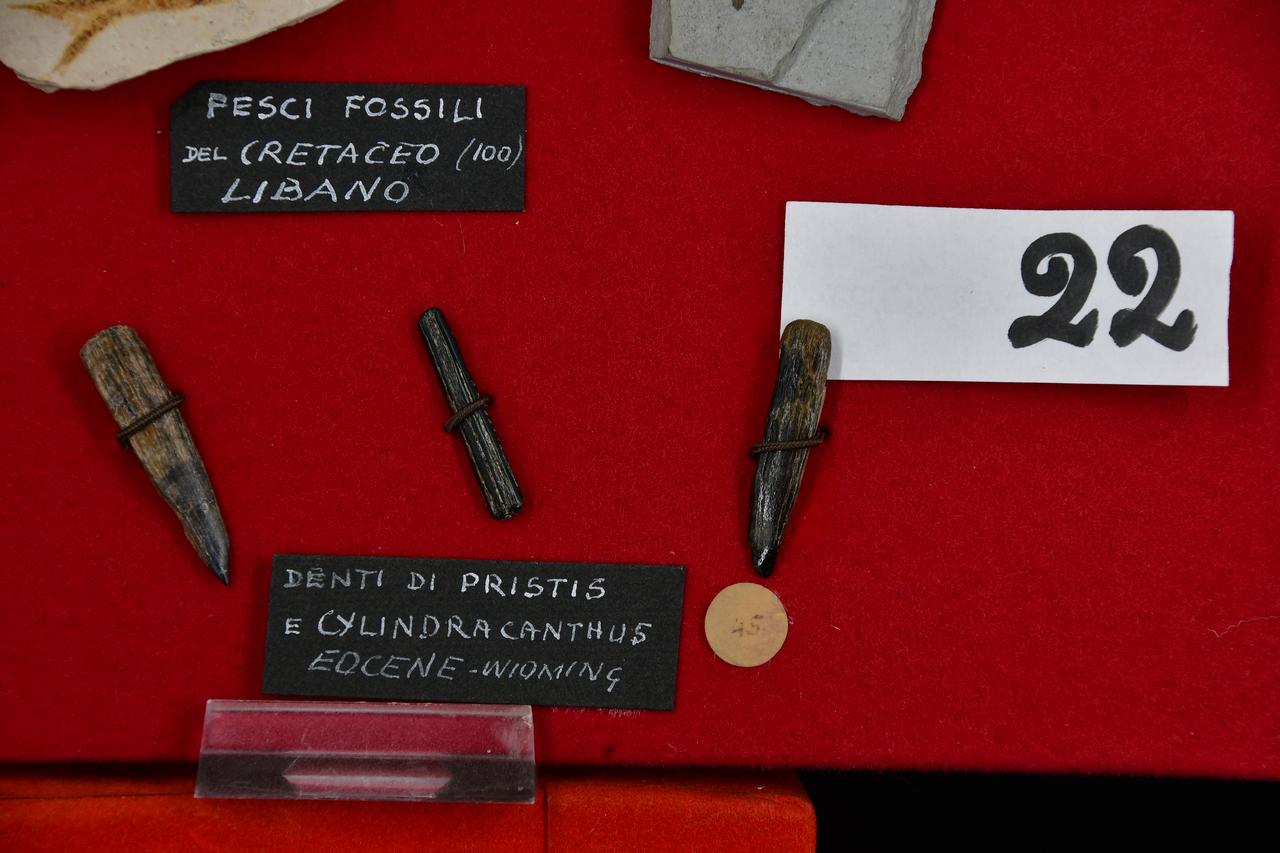 PESCI FOSSILI
DEL CRETACEO (100)
LIBANO
22
DENTI DI PRISTIS
E CYLINDRACANTHUS
EOCENE-WIOMING
45